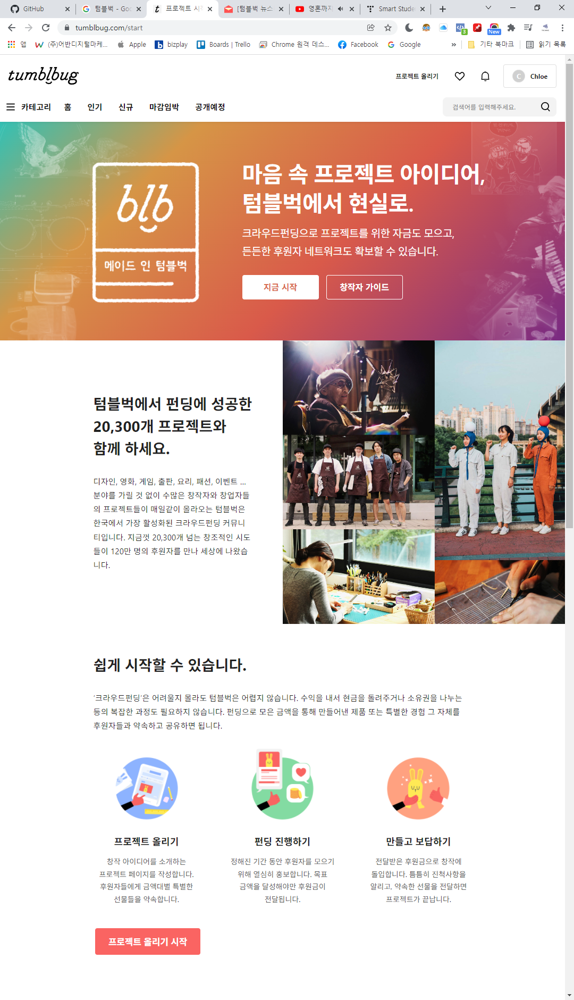 GitHub
텀블벅 - Goo
프로젝트 시작
[텀블벅 뉴스
영혼까지
Smart Stude
tumblbug.com/start
3
New
앱
(주)어반디지털마케...
Apple
bizplay
Boards | Trello
Chrome 원격 데스...
Facebook
Google
»
기타 북마크
읽기 목록
tumblbug
프로젝트 올리기
C
Chloe
카테고리
홈
인기
신규
마감임박
공개예정
검색어를 입력해주세요.
blb
메이드 인 텀블벅
마음 속 프로젝트 아이디어,
텀블벅에서 현실로.
크라우드펀딩으로 프로젝트를 위한 자금도 모으고,
든든한 후원자 네트워크도 확보할 수 있습니다.
지금 시작
창작자 가이드
텀블벅에서 펀딩에 성공한
20,300개 프로젝트와
함께 하세요.
디자인, 영화, 게임, 출판, 요리, 패션, 이벤트 ...
분야를 가릴 것 없이 수많은 창작자와 창업자들
의 프로젝트들이 매일같이 올라오는 텀블벅은
한국에서 가장 활성화된 크라우드펀딩 커뮤니
티입니다. 지금껏 20,300개 넘는 창조적인 시도
들이 120만 명의 후원자를 만나 세상에 나왔습
니다.
쉽게 시작할 수 있습니다.
‘크라우드펀딩’은 어려울지 몰라도 텀블벅은 어렵지 않습니다. 수익을 내서 현금을 돌려주거나 소유권을 나누는
등의 복잡한 과정도 필요하지 않습니다. 펀딩으로 모은 금액을 통해 만들어낸 제품 또는 특별한 경험 그 자체를
후원자들과 약속하고 공유하면 됩니다.
프로젝트 올리기
창작 아이디어를 소개하는
프로젝트 페이지를 작성합니다.
후원자들에게 금액대별 특별한
선물들을 약속합니다.
펀딩 진행하기
정해진 기간 동안 후원자를 모으기
위해 열심히 홍보합니다. 목표
금액을 달성해야만 후원금이
전달됩니다.
만들고 보답하기
전달받은 후원금으로 창작에
돌입합니다. 틈틈히 진척사항을
알리고, 약속한 선물을 전달하면
프로젝트가 끝납니다.
프로젝트 올리기 시작